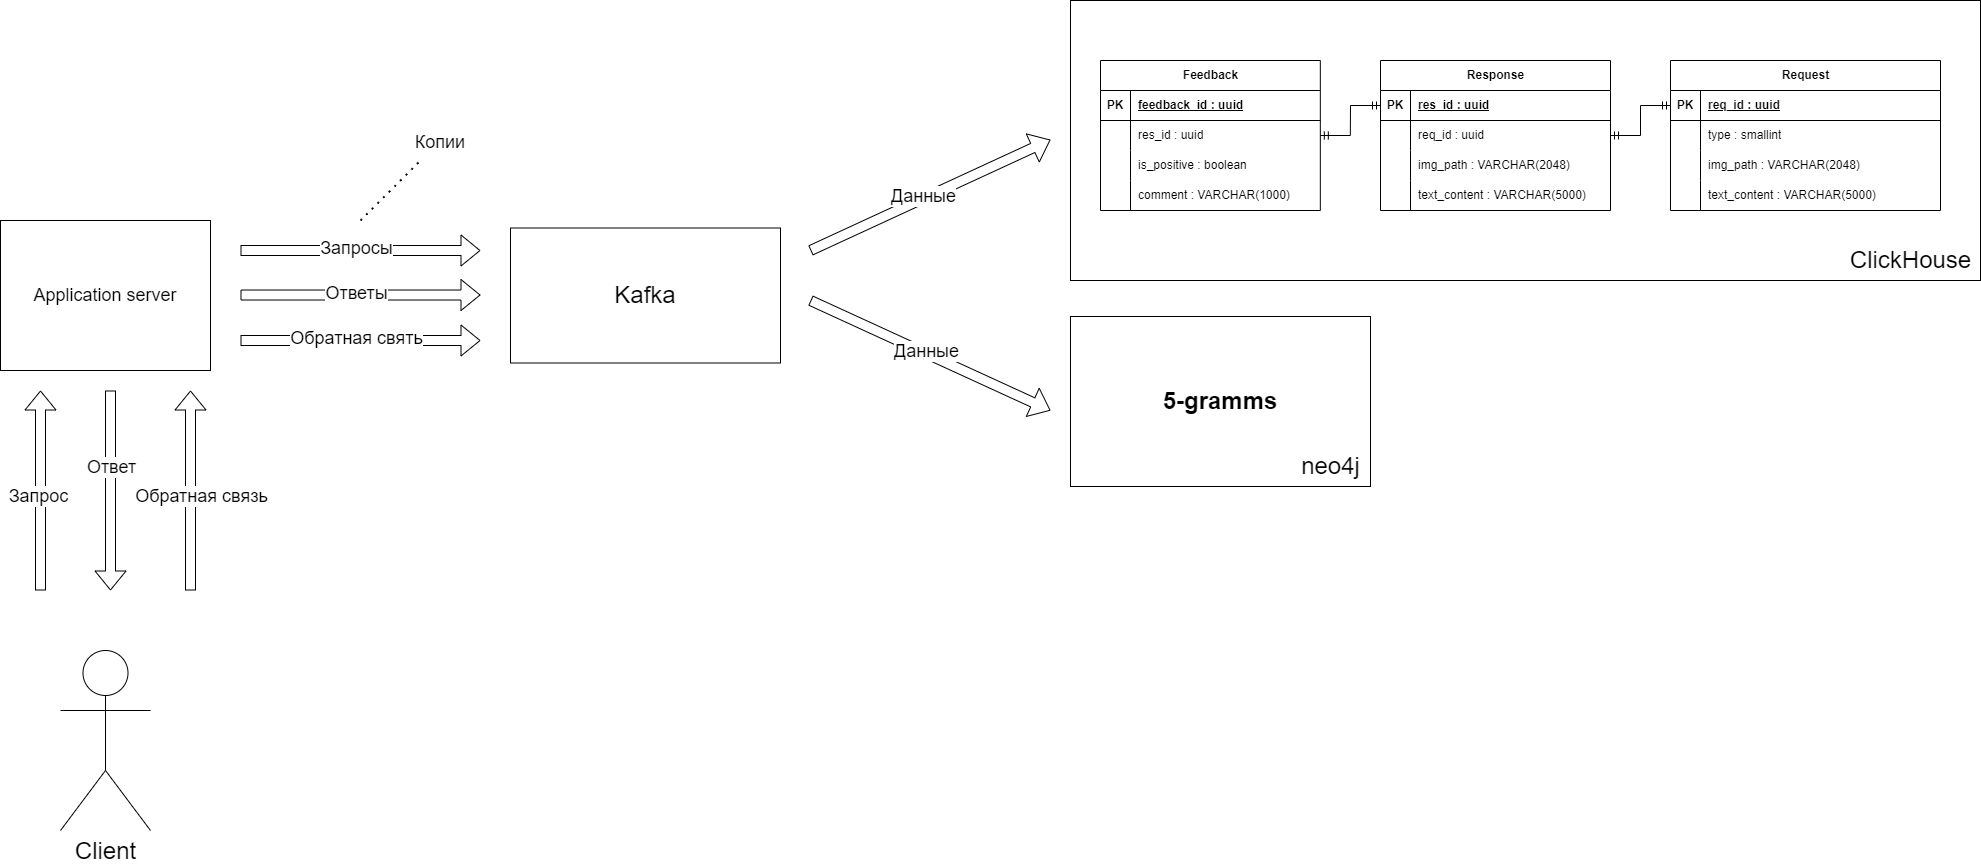 Feedback
PK feedback_id : uuid
res_id : uuid
is_positive : boolean
comment : VARCHAR(1000)
Response
PK res_id : uuid
req_id : uuid
img_path : VARCHAR(2048)
text_content : VARCHAR(5000)
Request
PK req_id : uuid
type : smallint
img_path : VARCHAR(2048)
text_content : VARCHAR(5000)
ClickHouse
Копии
Данные
Application server
Запросы
Ответы
Обратная свять
Kafka
Данные
5-gramms
neo4j
Ответ
Запрос
Обратная связь
Client